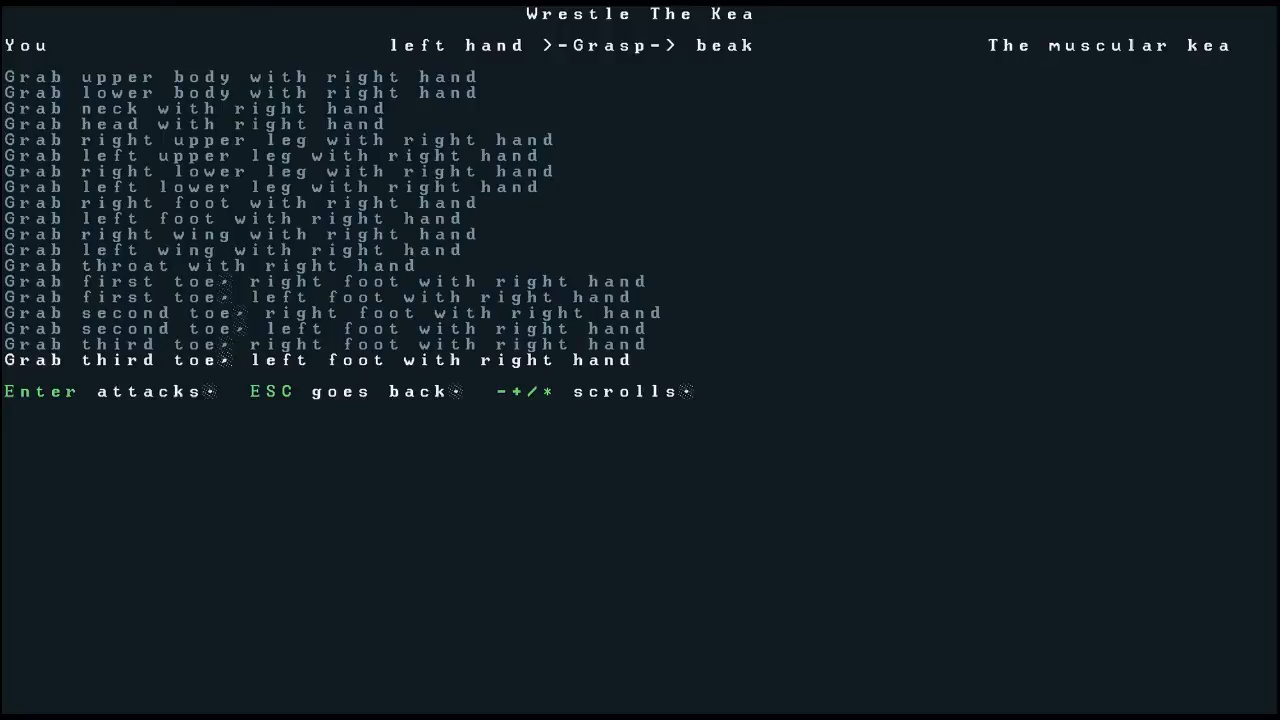 Wrestle The Kea
You left hand >-Grasp-> beak The muscular kea
Grab upper body with right hand
Grab lower body with right hand
Grab neck with right hand
Grab head with right hand
Grab right upper leg with right hand
Grab left upper leg with right hand
Grab right lower leg with right hand
Grab left lower leg with right hand
Grab right foot with right hand
Grab left foot with right hand
Grab right wing with right hand
Grab left wing with right hand
Grab throat with right hand
Grab first toe, right foot with right hand
Grab first toe, left foot with right hand
Grab second toe, right foot with right hand
Grab second toe, left foot with right hand
Grab third toe, right foot with right hand
Grab third toe, left foot with right hand
Enter attacks. ESC goes back. -+/* scrolls.